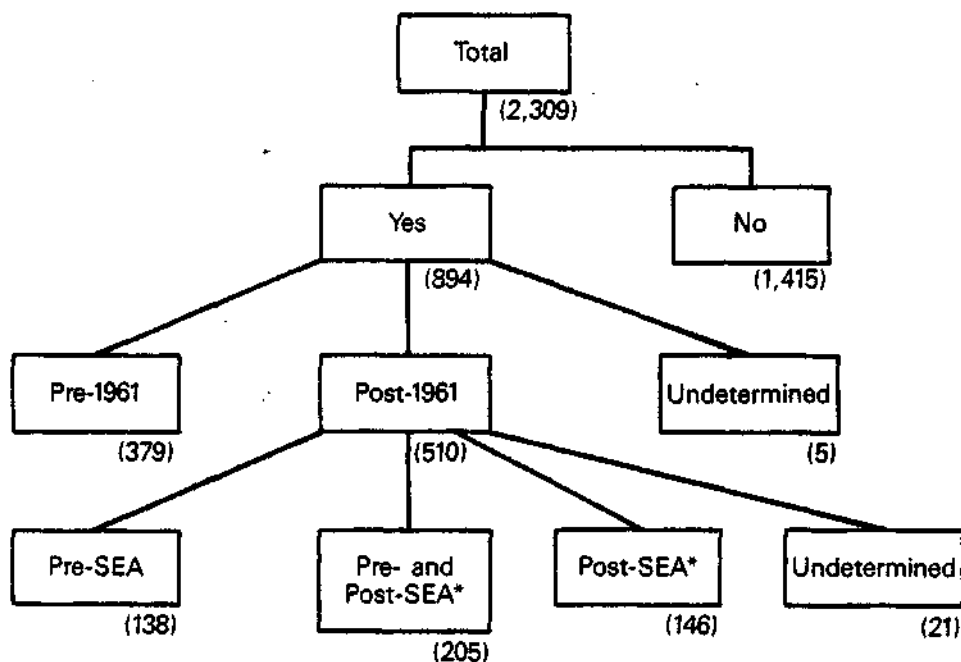 Total
(2,309)
Yes
No
(894)
(1,415)
Pre-1961
Post-1961
Undetermined
(379)
(510)
(5)
Pre-SEA
Pre- and
Post-SEA*
Post-SEA*
Undetermined
(138)
(205)
(146)
(21)